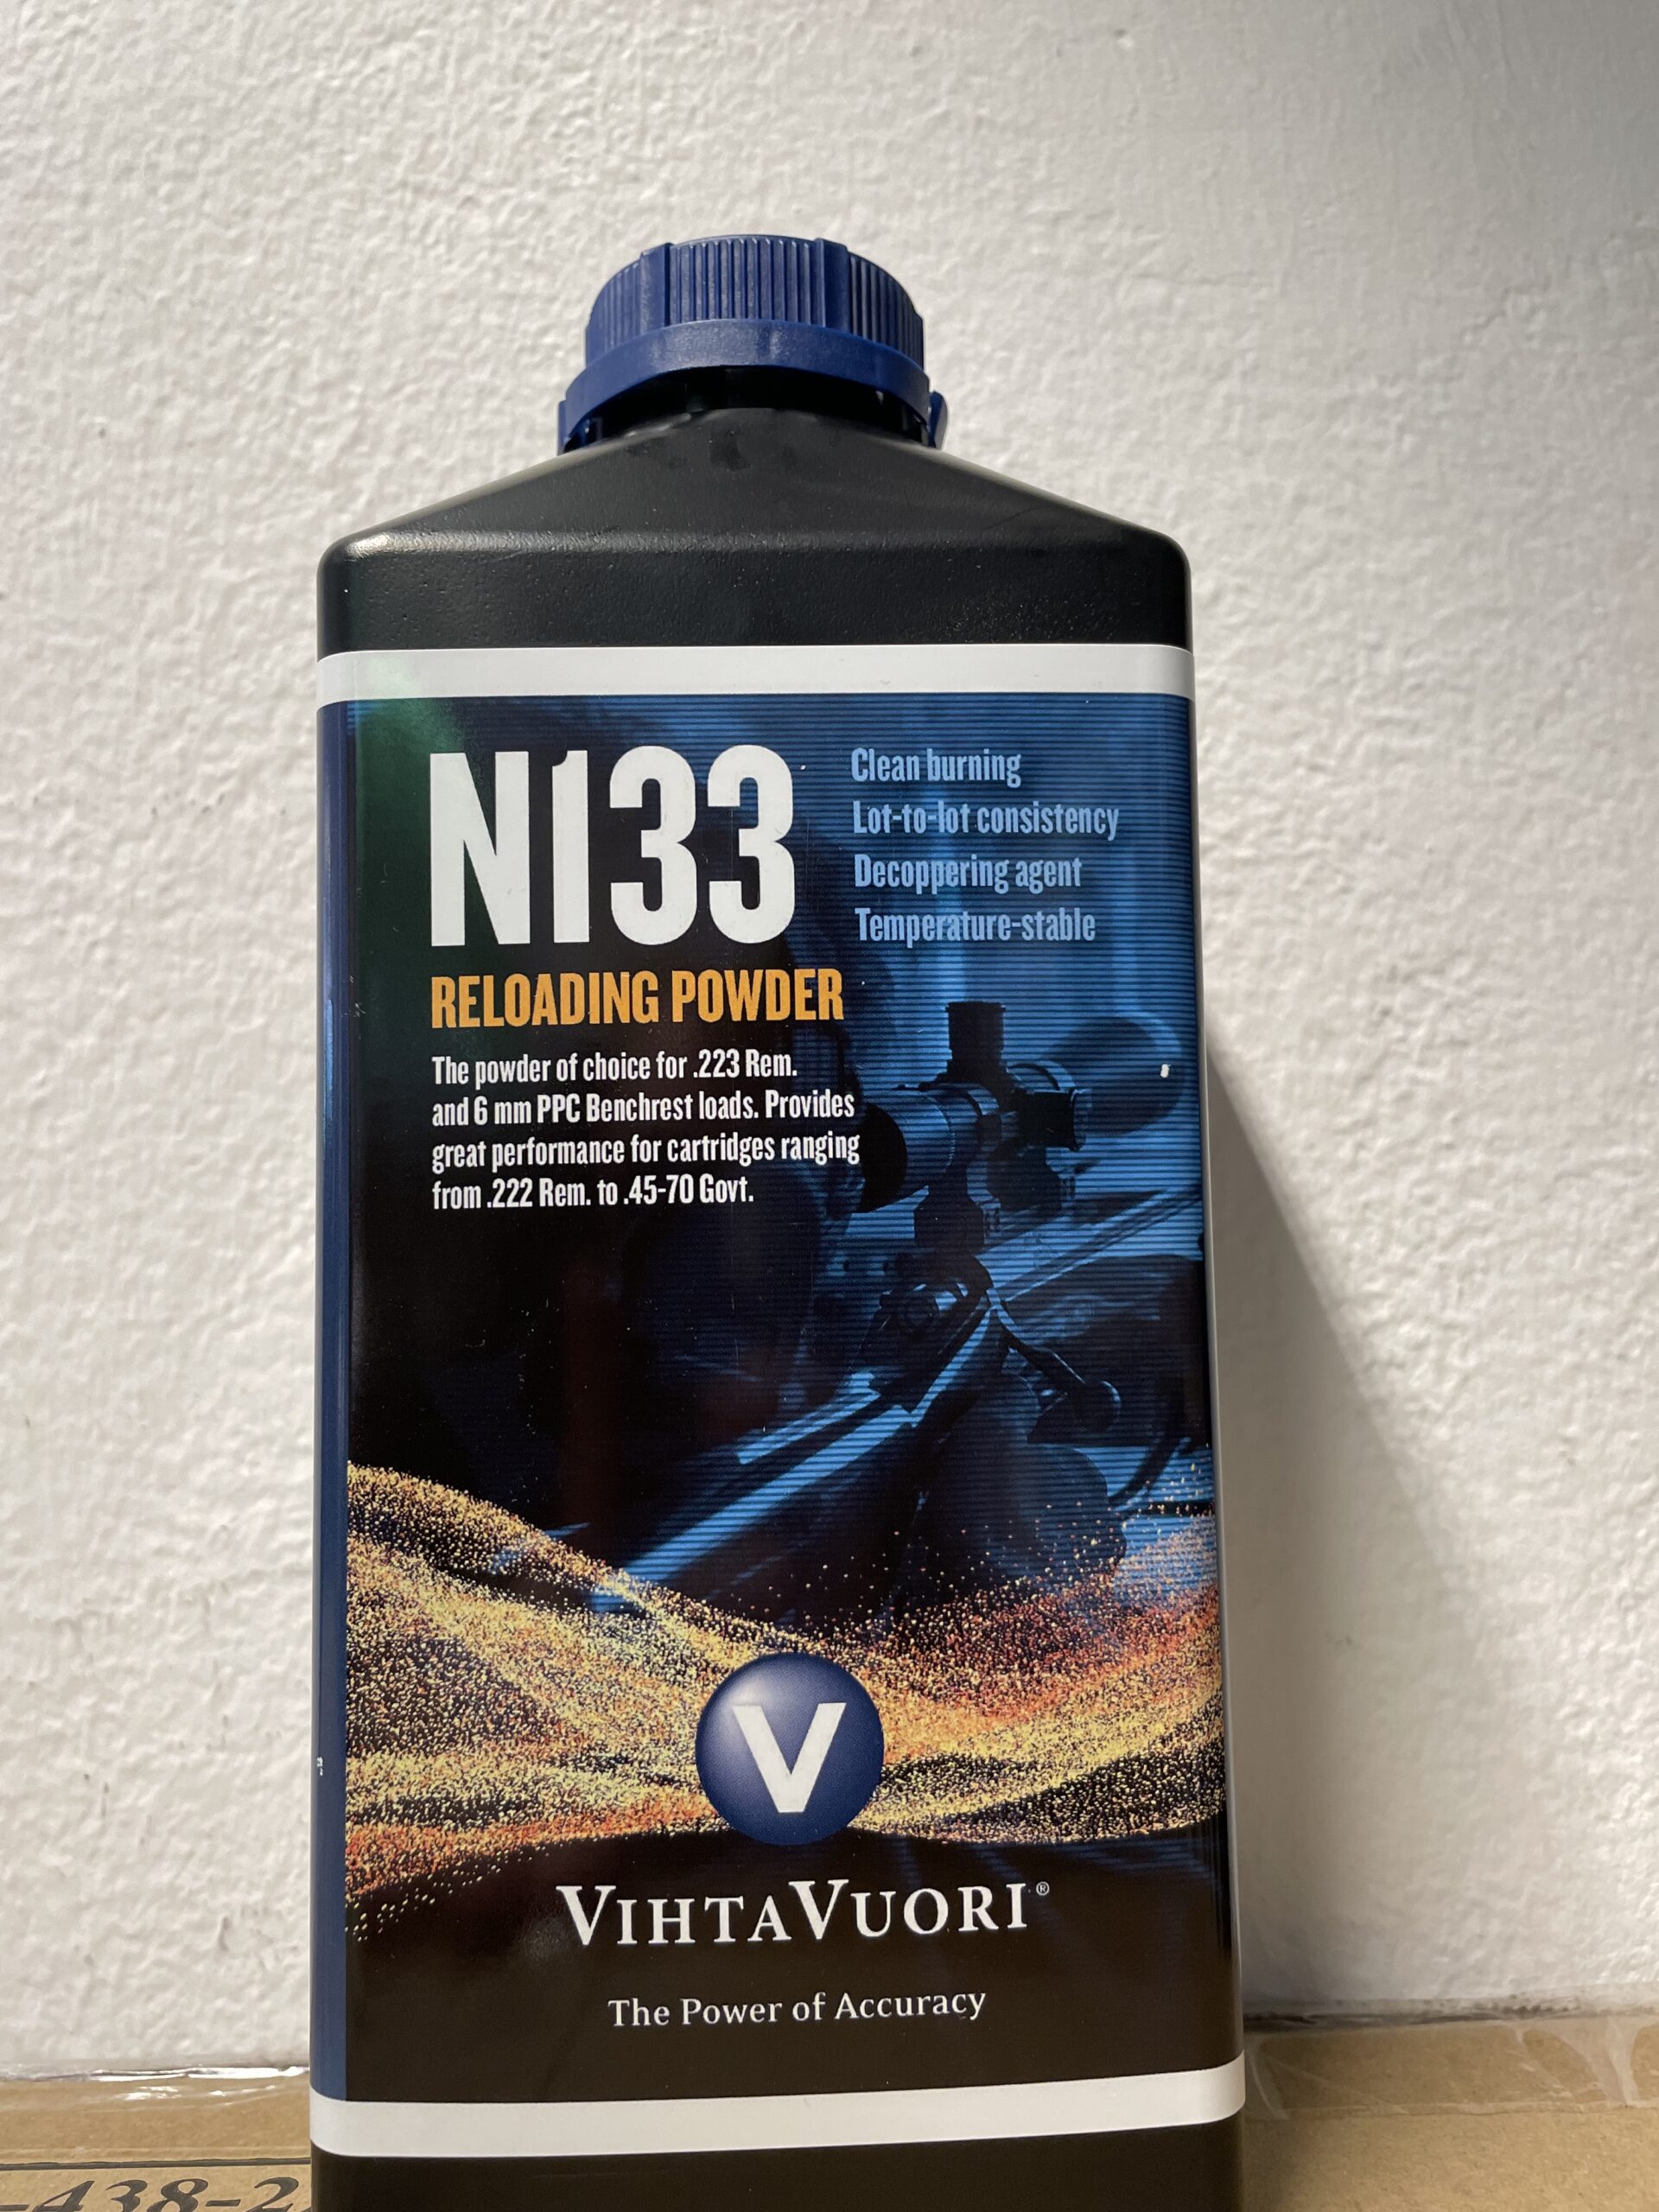 N133
Clean burning
Lot-to-lot consistency
Decoppering agent
Temperature-stable
RELOADING POWDER
The powder of choice for .223 Rem.
and 6 mm PPC Benchrest loads. Provides
great performance for cartridges ranging
from .222 Rem. to .45-70 Govt.
V
VIHTAVUORI®
The Power of Accuracy
-438-2